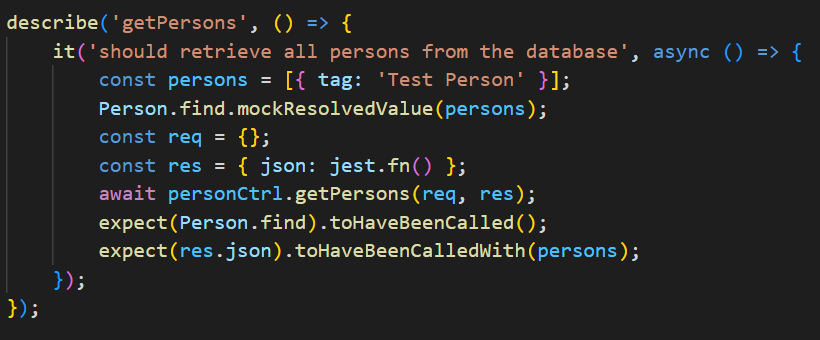 describe('getPersons', () => {
    it('should retrieve all persons from the database', async () => {
        const persons = [{ tag: 'Test Person' }];
        Person.find.mockResolvedValue(persons);
        const req = {};
        const res = { json: jest.fn() };
        await personCtrl.getPersons(req, res);
        expect(Person.find).toHaveBeenCalled();
        expect(res.json).toHaveBeenCalledWith(persons);
    });
});